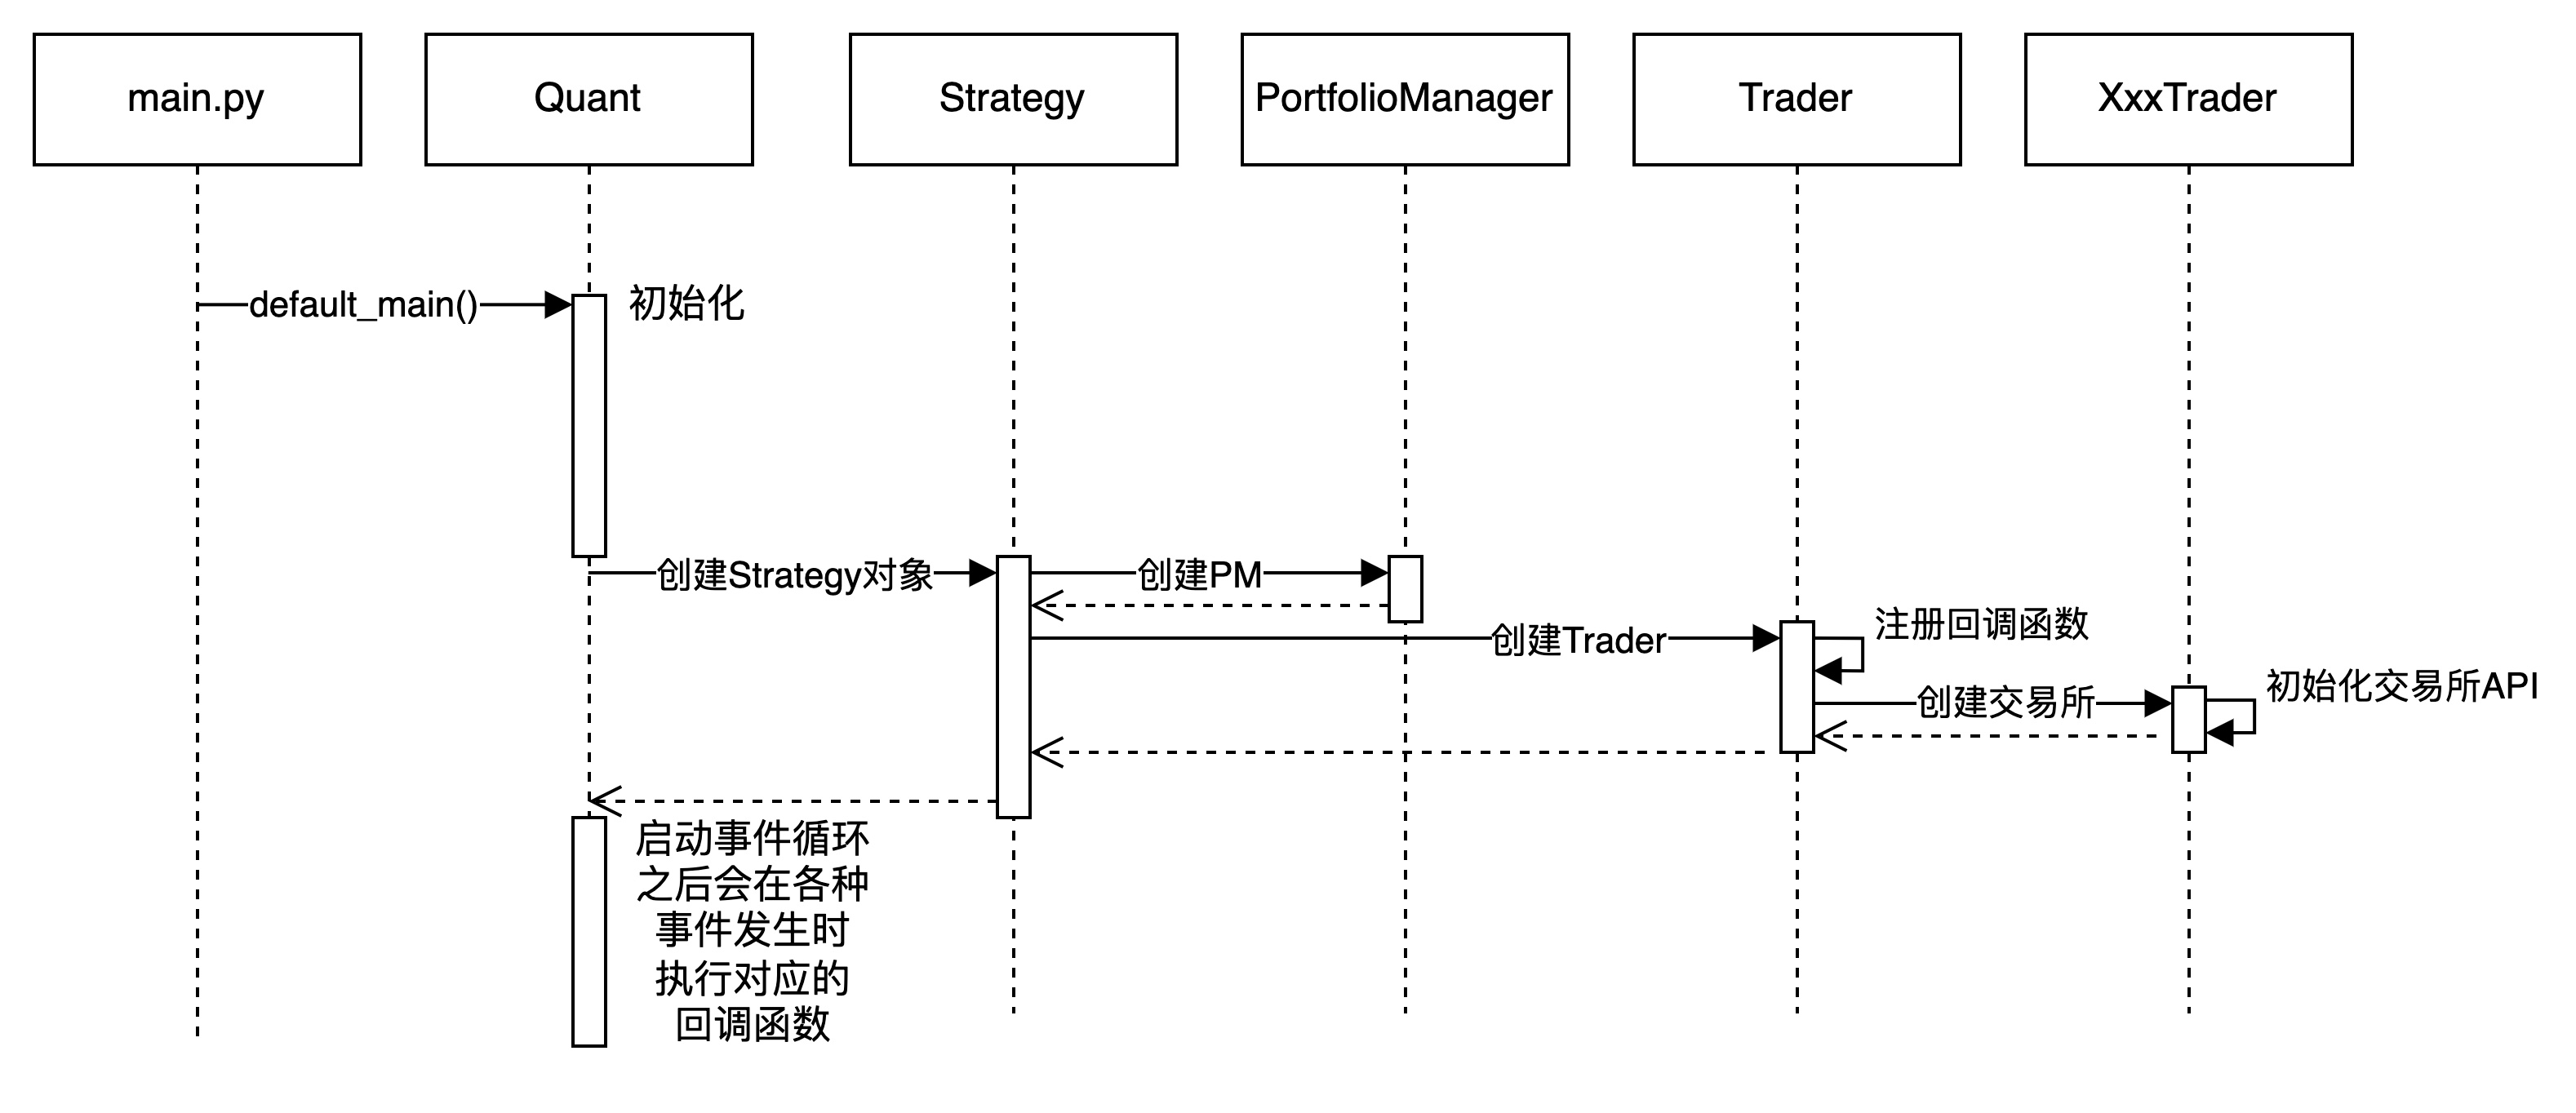 main.py
Quant
Strategy
PortfolioManager
Trader
XxxTrader
default_main()
初始化
创建Strategy对象
创建PM
创建Trader
注册回调函数
创建交易所
初始化交易所API
启动事件循环
之后会在各种
事件发生时
执行对应的
回调函数